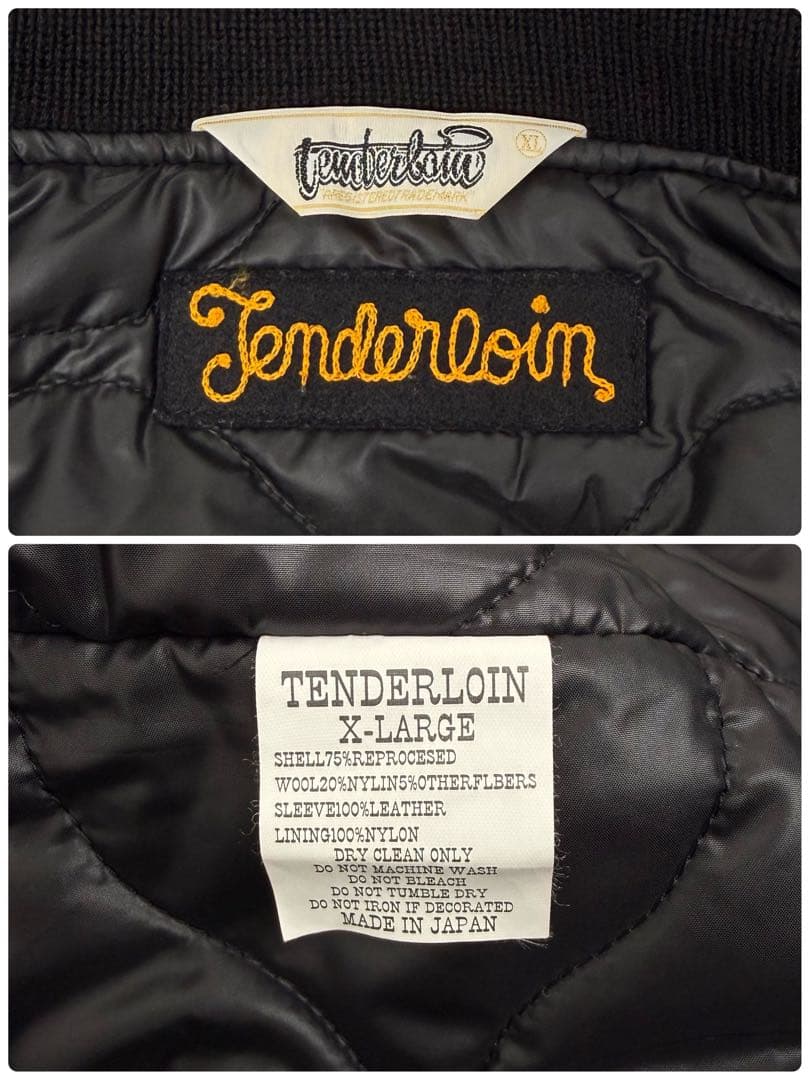 tenderloin
XL
A REGISTERED TRADEMARK
Tenderloin
TENDERLOIN
X-LARGE
SHELL75%REPROCESED
WOOL20%NYLIN5%OTHERFLBERS
SLEEVE100%LEATHER
LINING100%NYLON
DRY CLEAN ONLY
DO NOT MACHINE WASH
DO NOT BLEACH
DO NOT TUMBLE DRY
DO NOT IRON IF DECORATED
MADE IN JAPAN